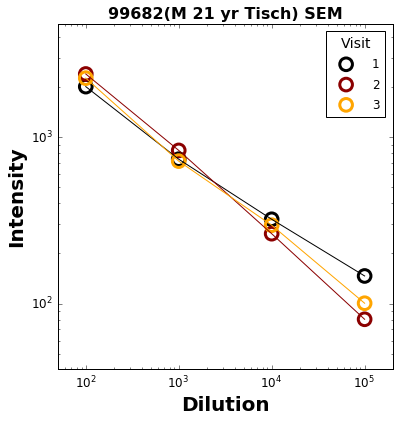 99682(M 21 yr Tisch) SEM
Visit
1
2
3
Intensity
10³
10²
10² 10³ 10⁴ 10⁵
Dilution